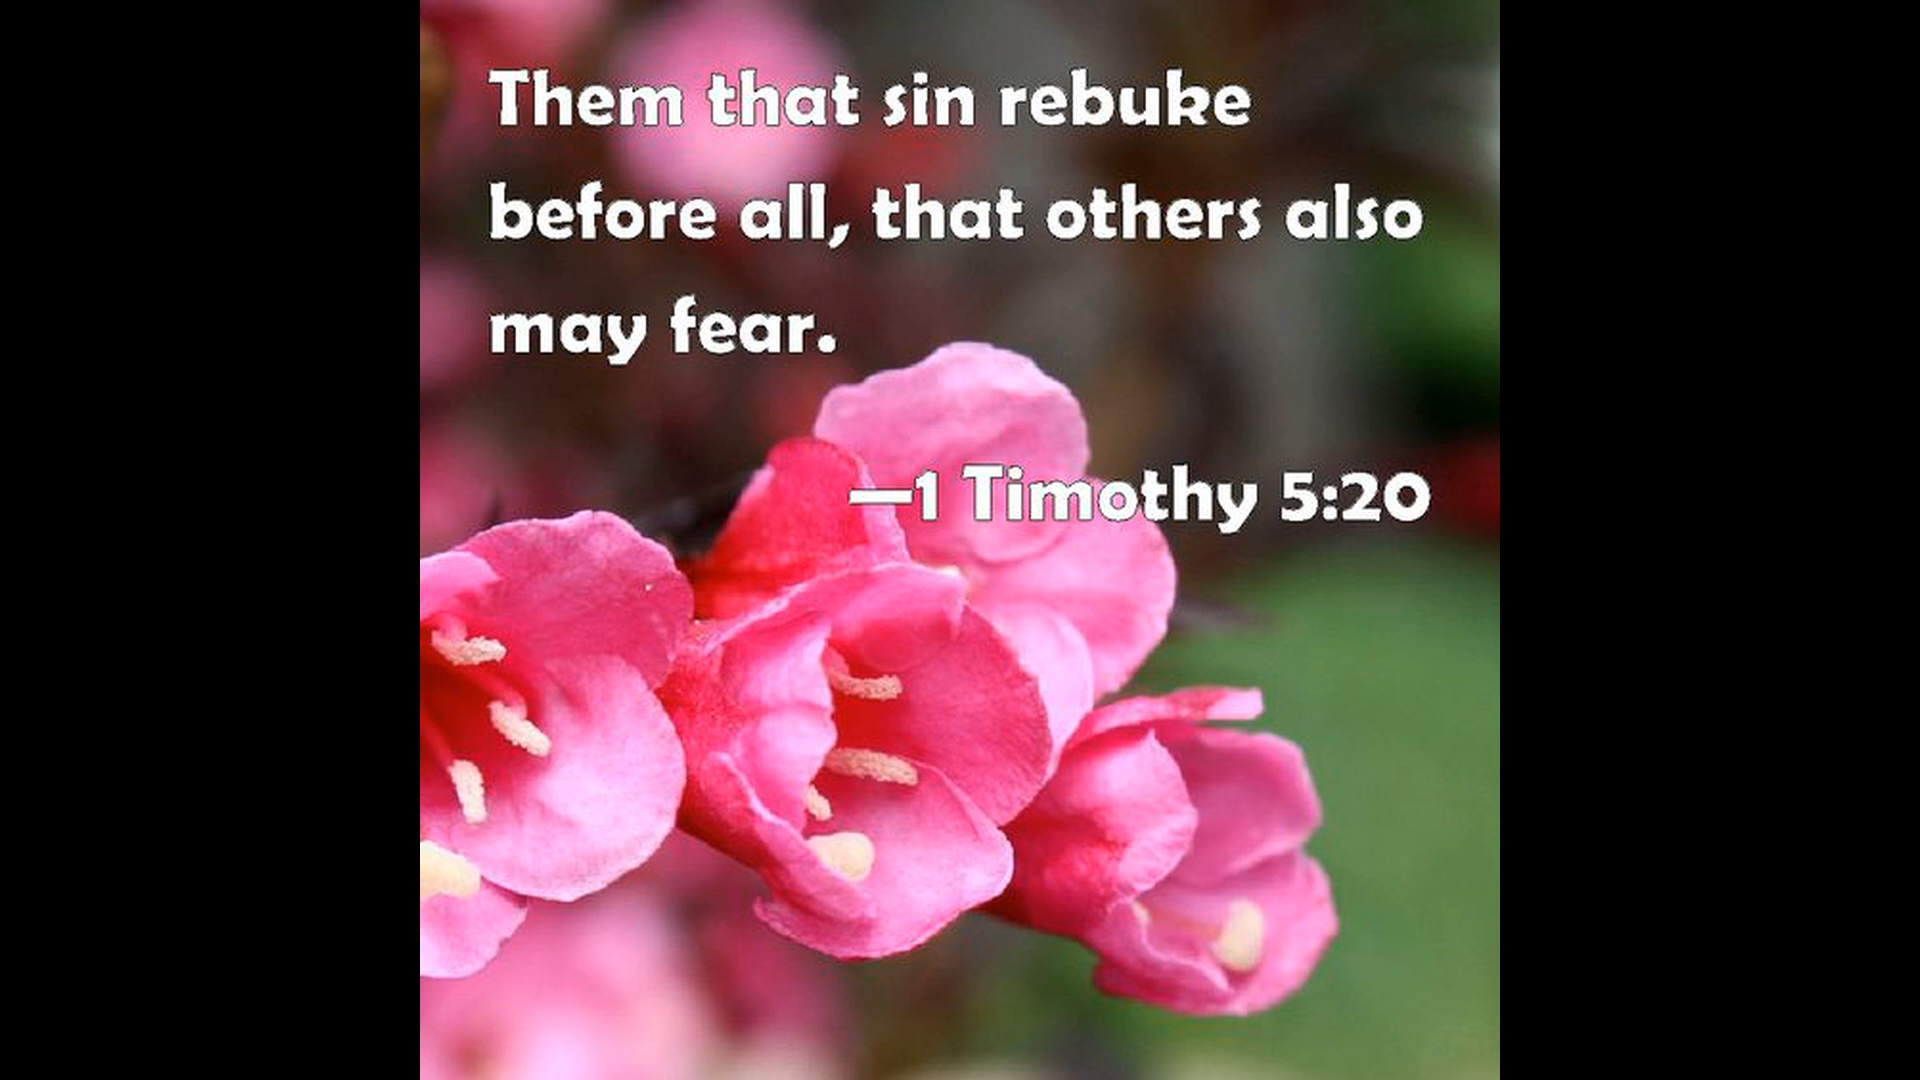 Them that sin rebuke
before all, that others also
may fear.
—1 Timothy 5:20